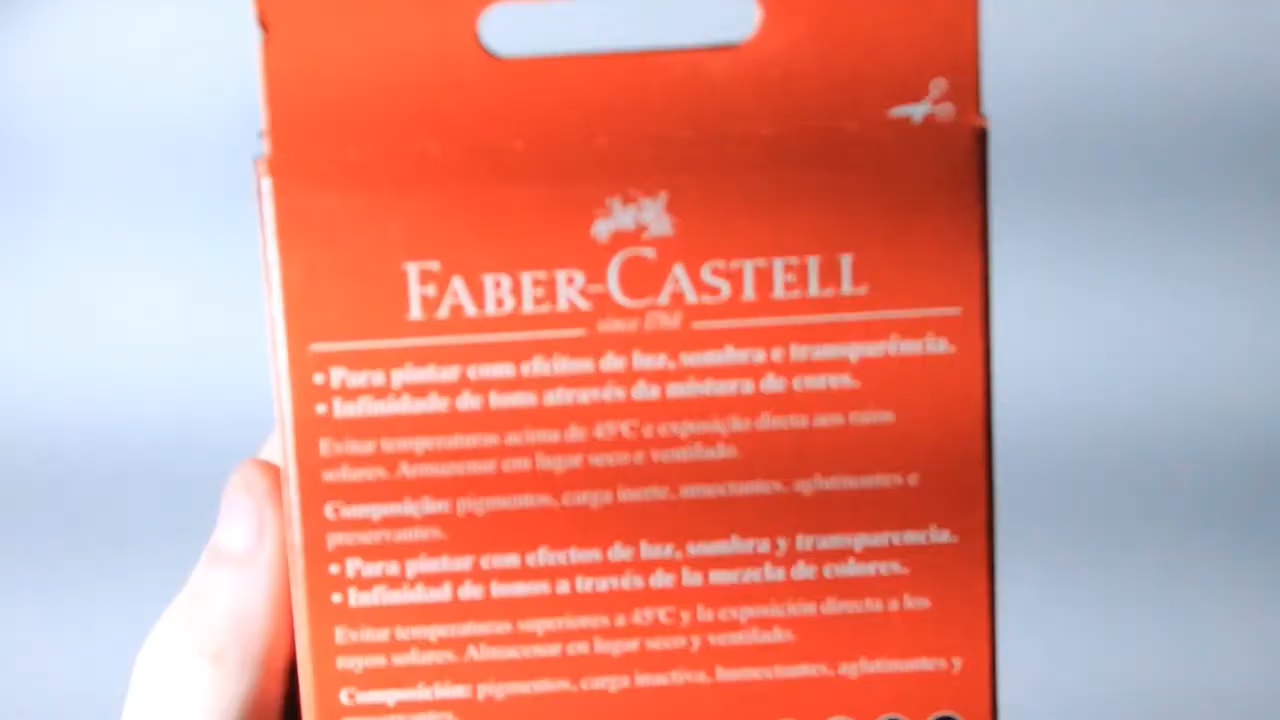 FABER-CASTELL
since 1761
• Para pintar com efeitos de luz, sombra e transparência.
• Infinidade de tons através da mistura de cores.
Evitar temperaturas acima de 45°C e exposição directa aos raios
solares. Armazenar em lugar seco e ventilado.
Composição: pigmentos, carga inerte, umectantes, aglutinantes e
preservantes.
• Para pintar con efectos de luz, sombra y transparencia.
• Infinidad de tonos a través de la mezcla de colores.
Evitar temperaturas superiores a 45°C y la exposición directa a los
rayos solares. Almacenar en lugar seco y ventilado.
Composición: pigmentos, carga inactiva, humectantes, aglutinantes y